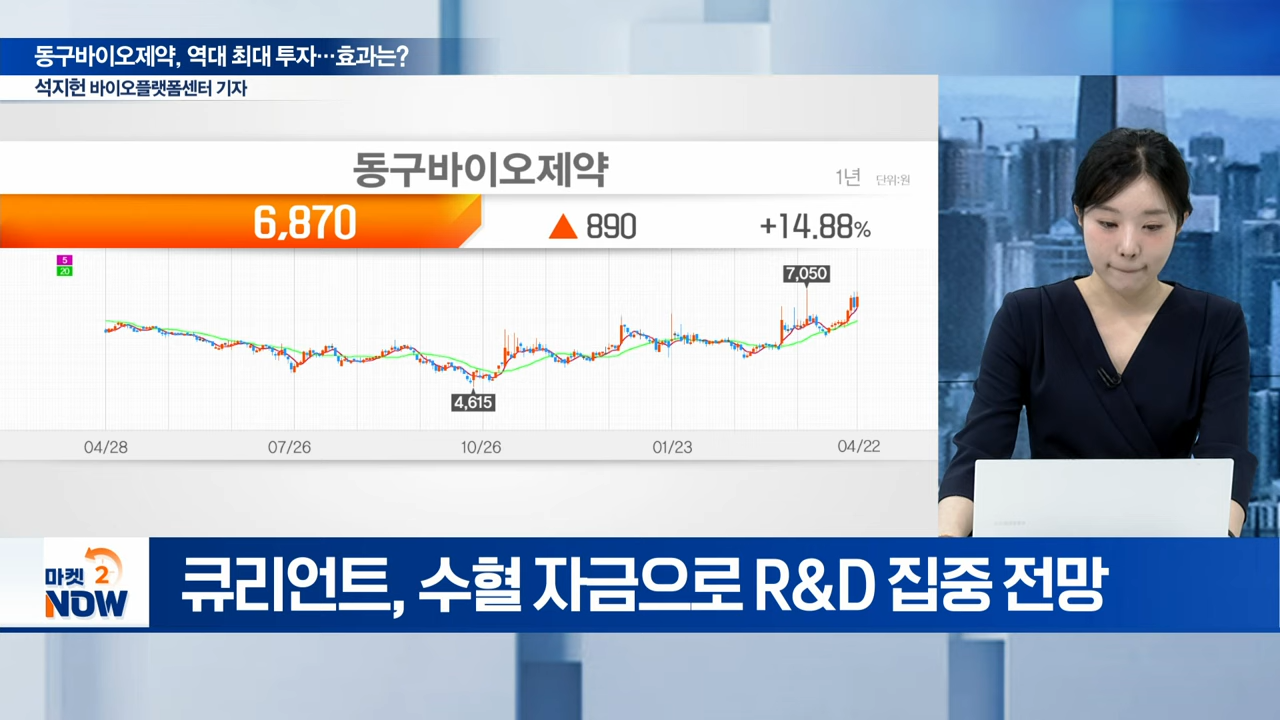 동구바이오제약, 역대 최대 투자…효과는?
석지헌 바이오플랫폼센터 기자
동구바이오제약
1년 단위:원
6,870 ▲ 890 +14.88%
5
20
7,050
4,615
04/28 07/26 10/26 01/23 04/22
마켓 2
NOW
큐리언트, 수혈 자금으로 R&D 집중 전망